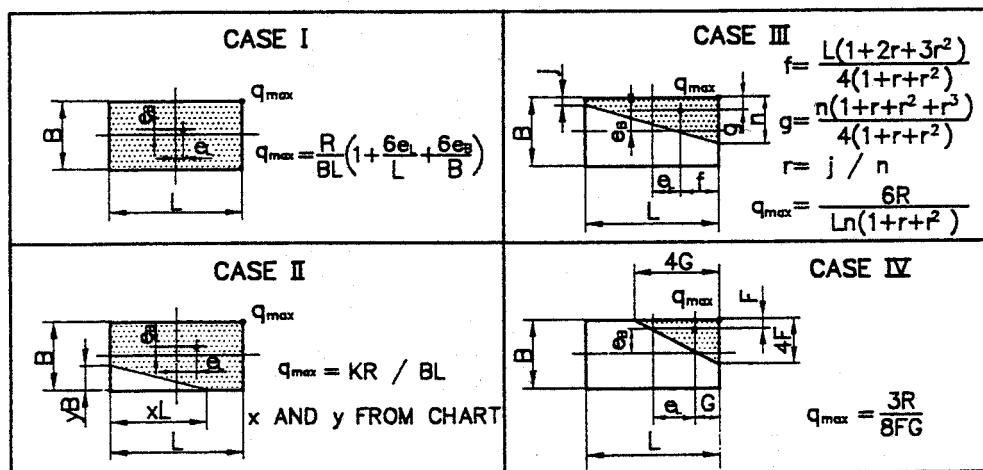 CASE I
q max
B
e B
e L
L
q max = R/BL (1 + 6e L/L + 6e B/B)
CASE III
f = L(1+2r+3r²)/4(1+r+r²)
j
q max
B
e B
g
n
g = n(1+r+r²+r³)/4(1+r+r²)
e L
f
r = j / n
L
q max = 6R/Ln(1+r+r²)
CASE II
q max
B
e B
e L
q max = KR / BL
yB
xL
x AND y FROM CHART
L
CASE IV
4G
q max
F
B
e B
4F
e L
G
L
q max = 3R/8FG